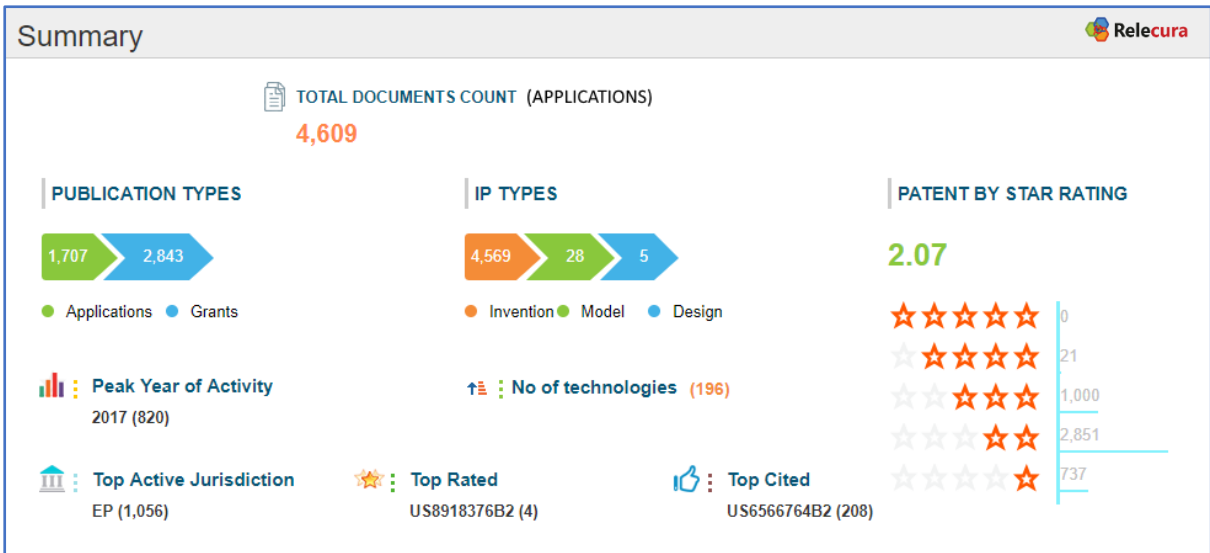 Summary
Relecura
TOTAL DOCUMENTS COUNT (APPLICATIONS)
4,609
PUBLICATION TYPES
1,707 2,843
Applications Grants
IP TYPES
4,569 28 5
Invention Model Design
PATENT BY STAR RATING
2.07
0
21
1,000
2,851
737
Peak Year of Activity
2017 (820)
No of technologies (196)
Top Active Jurisdiction
EP (1,056)
Top Rated
US8918376B2 (4)
Top Cited
US6566764B2 (208)